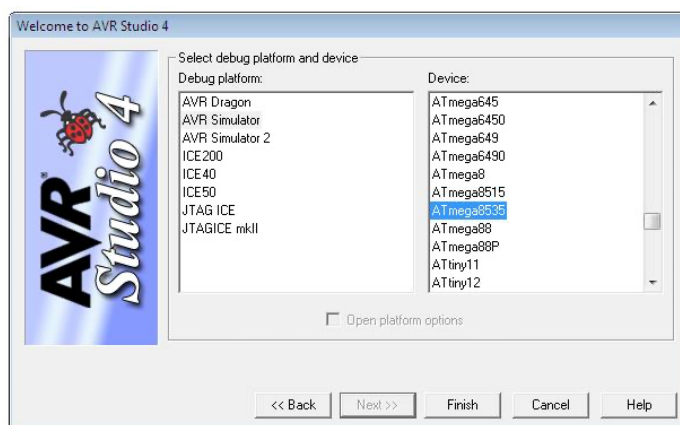 Welcome to AVR Studio 4
AVR Studio 4
Select debug platform and device
Debug platform:
AVR Dragon
AVR Simulator
AVR Simulator 2
ICE200
ICE40
ICE50
JTAG ICE
JTAGICE mkII
Device:
ATmega645
ATmega6450
ATmega649
ATmega6490
ATmega8
ATmega8515
ATmega8535
ATmega88
ATmega88P
ATtiny11
ATtiny12
Open platform options
<< Back
Next >>
Finish
Cancel
Help